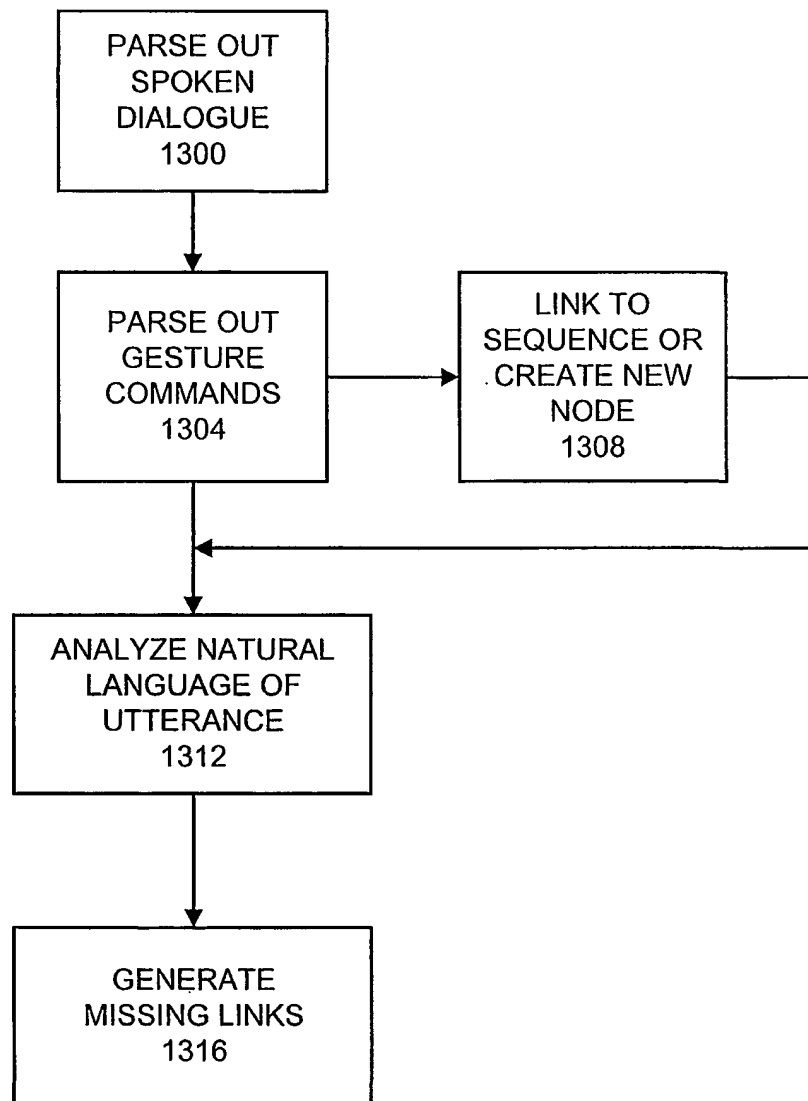 PARSE OUT
SPOKEN
DIALOGUE
1300
PARSE OUT
GESTURE
COMMANDS
1304
LINK TO
SEQUENCE OR
CREATE NEW
NODE
1308
ANALYZE NATURAL
LANGUAGE OF
UTTERANCE
1312
GENERATE
MISSING LINKS
1316